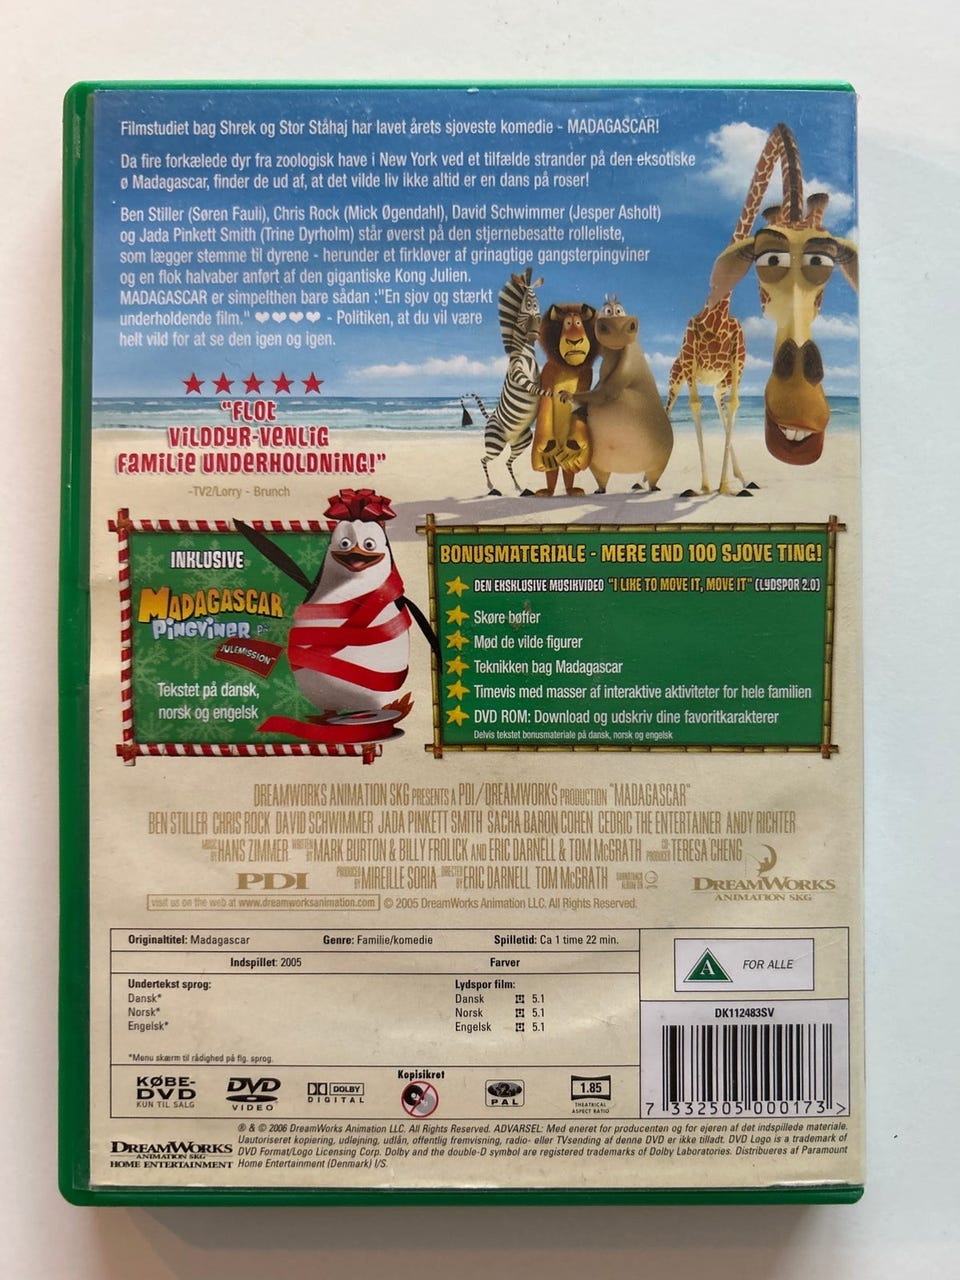 Filmstudiet bag Shrek og Stor Ståhaj har lavet årets sjoveste komedie - MADAGASCAR!
Da fire forkælede dyr fra zoologisk have i New York ved et tilfælde strander på den eksotiske
ø Madagascar, finder de ud af, at det vilde liv ikke altid er en dans på roser!
Ben Stiller (Søren Fauli), Chris Rock (Mick Øgendahl), David Schwimmer (Jesper Asholt)
og Jada Pinkett Smith (Trine Dyrholm) står øverst på den stjernebesatte rolleliste,
som lægger stemme til dyrene - herunder et firkløver af grinagtige gangsterpingviner
og en flok halvaber anført af den gigantiske Kong Julien.
MADAGASCAR er simpelthen bare sådan :"En sjov og stærkt
underholdende film." ♥♥♥♥ - Politiken, at du vil være
helt vild for at se den igen og igen.
★★★★★
"FLOT
VILDDYR-VENLIG
FAMILIE UNDERHOLDNING!"
-TV2/Lorry - Brunch
INKLUSIVE
MADAGASCAR
PINGVINER på
JULEMISSION
Tekstet på dansk,
norsk og engelsk
BONUSMATERIALE - MERE END 100 SJOVE TING!
DEN EKSKLUSIVE MUSIKVIDEO "I LIKE TO MOVE IT, MOVE IT" (LYDSPOR 2.0)
Skøre bøffer
Mød de vilde figurer
Teknikken bag Madagascar
Timevis med masser af interaktive aktiviteter for hele familien
DVD ROM: Download og udskriv dine favoritkarakterer
Delvis tekstet bonusmateriale på dansk, norsk og engelsk
DREAMWORKS ANIMATION SKG PRESENTS A PDI/DREAMWORKS PRODUCTION "MADAGASCAR"
BEN STILLER CHRIS ROCK DAVID SCHWIMMER JADA PINKETT SMITH SACHA BARON COHEN CEDRIC THE ENTERTAINER ANDY RICHTER
MUSIC BY HANS ZIMMER WRITTEN BY MARK BURTON & BILLY FROLICK AND ERIC DARNELL & TOM McGRATH CO-PRODUCER TERESA CHENG
PDI PRODUCED BY MIREILLE SORIA DIRECTED BY ERIC DARNELL TOM McGRATH SOUNDTRACK ALBUM ON
DREAMWORKS
ANIMATION SKG
visit us on the web at www.dreamworksanimation.com © 2005 DreamWorks Animation LLC. All Rights Reserved.
Originaltitel: Madagascar Genre: Familie/komedie Spilletid: Ca 1 time 22 min.
Indspillet: 2005 Farver
Undertekst sprog: Lydspor film:
Dansk* Dansk 5.1
Norsk* Norsk 5.1
Engelsk* Engelsk 5.1
*Menu skærm til rådighed på flg. sprog.
A FOR ALLE
DK112483SV
7 332505 000173 >
KØBE-
DVD
KUN TIL SALG
DVD
VIDEO
DOLBY
DIGITAL
Kopisikret
2
PAL
1.85
THEATRICAL
ASPECT RATIO
DREAMWORKS
ANIMATION SKG
HOME ENTERTAINMENT
® & © 2006 DreamWorks Animation LLC. All Rights Reserved. ADVARSEL: Med eneret for producenten og for ejeren af det indspillede materiale.
Uautoriseret kopiering, udlejning, udlån, offentlig fremvisning, radio- eller TVsending af denne DVD er ikke tilladt. DVD Logo is a trademark of
DVD Format/Logo Licensing Corp. Dolby and the double-D symbol are registered trademarks of Dolby Laboratories. Distribueres af Paramount
Home Entertainment (Denmark) I/S.